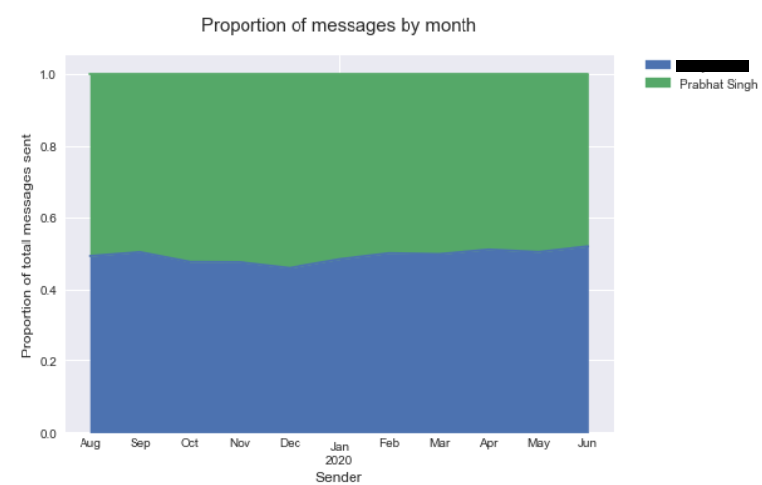 Proportion of messages by month
Prabhat Singh
Proportion of total messages sent
1.0
0.8
0.6
0.4
0.2
0.0
Aug Sep Oct Nov Dec Jan Feb Mar Apr May Jun
2020
Sender